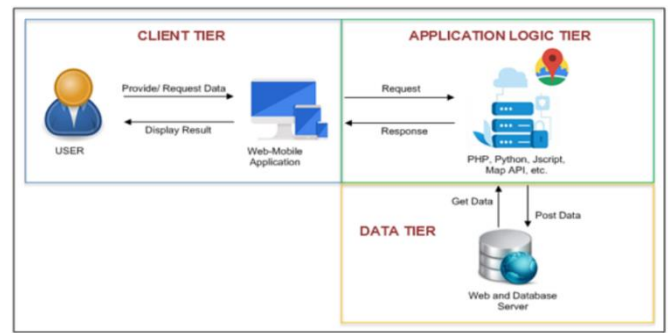 CLIENT TIER
APPLICATION LOGIC TIER
Provide/ Request Data
Request
Display Result
Response
USER
Web-Mobile
Application
PHP, Python, Jscript,
Map API, etc.
Get Data
Post Data
DATA TIER
Web and Database
Server